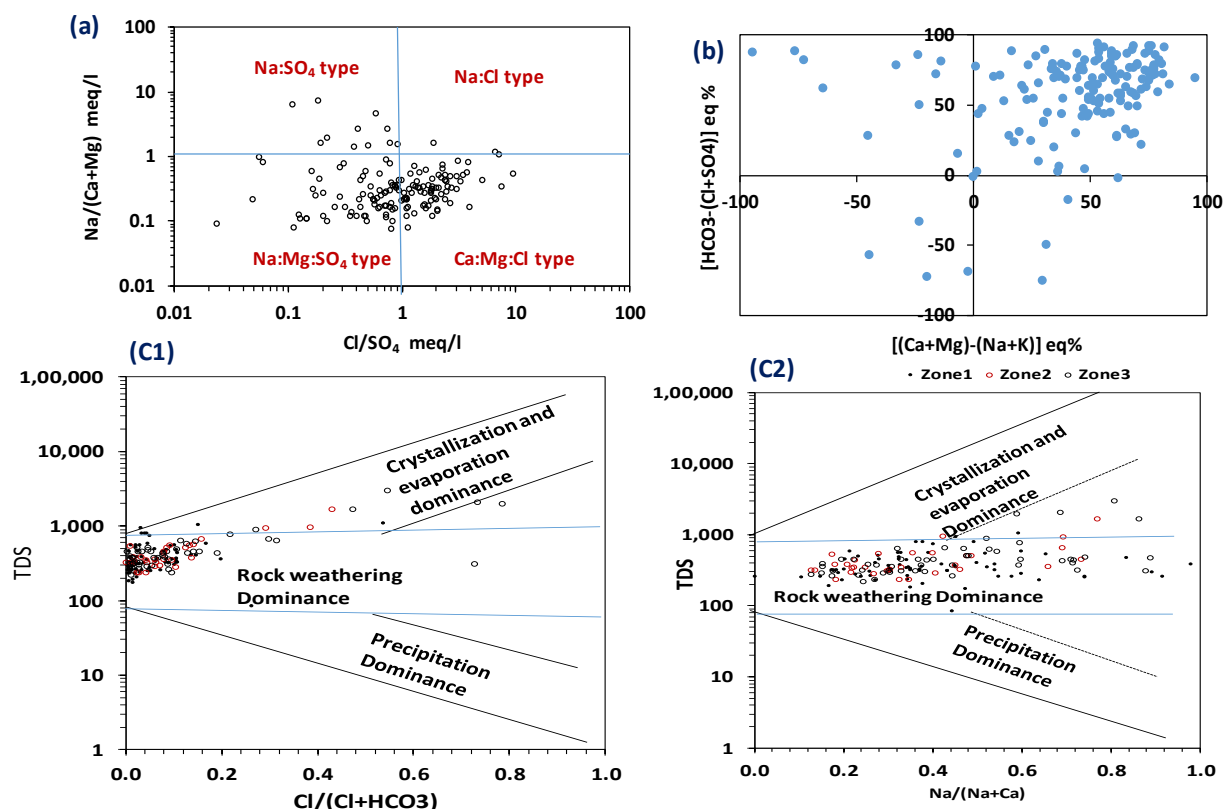 (a)
100
10
1
0.1
0.01
Na/(Ca+Mg) meq/l
Na:SO4 type
Na:Cl type
Na:Mg:SO4 type
Ca:Mg:Cl type
0.01 0.1 1 10 100
Cl/SO4 meq/l
(b)
100
50
0
-50
-100
-100 -50 0 50 100
[HCO3-(Cl+SO4)] eq %
[(Ca+Mg)-(Na+K)] eq%
(C1)
1,00,000
10,000
1,000
100
10
1
TDS
Crystallization and
evaporation
dominance
Rock weathering
Dominance
Precipitation
Dominance
0.0 0.2 0.4 0.6 0.8 1.0
Cl/(Cl+HCO3)
(C2)
Zone1 Zone2 Zone3
1,00,000
10,000
1,000
100
10
1
TDS
Crystallization and
evaporation
Dominance
Rock weathering Dominance
Precipitation
Dominance
0.0 0.2 0.4 0.6 0.8 1.0
Na/(Na+Ca)